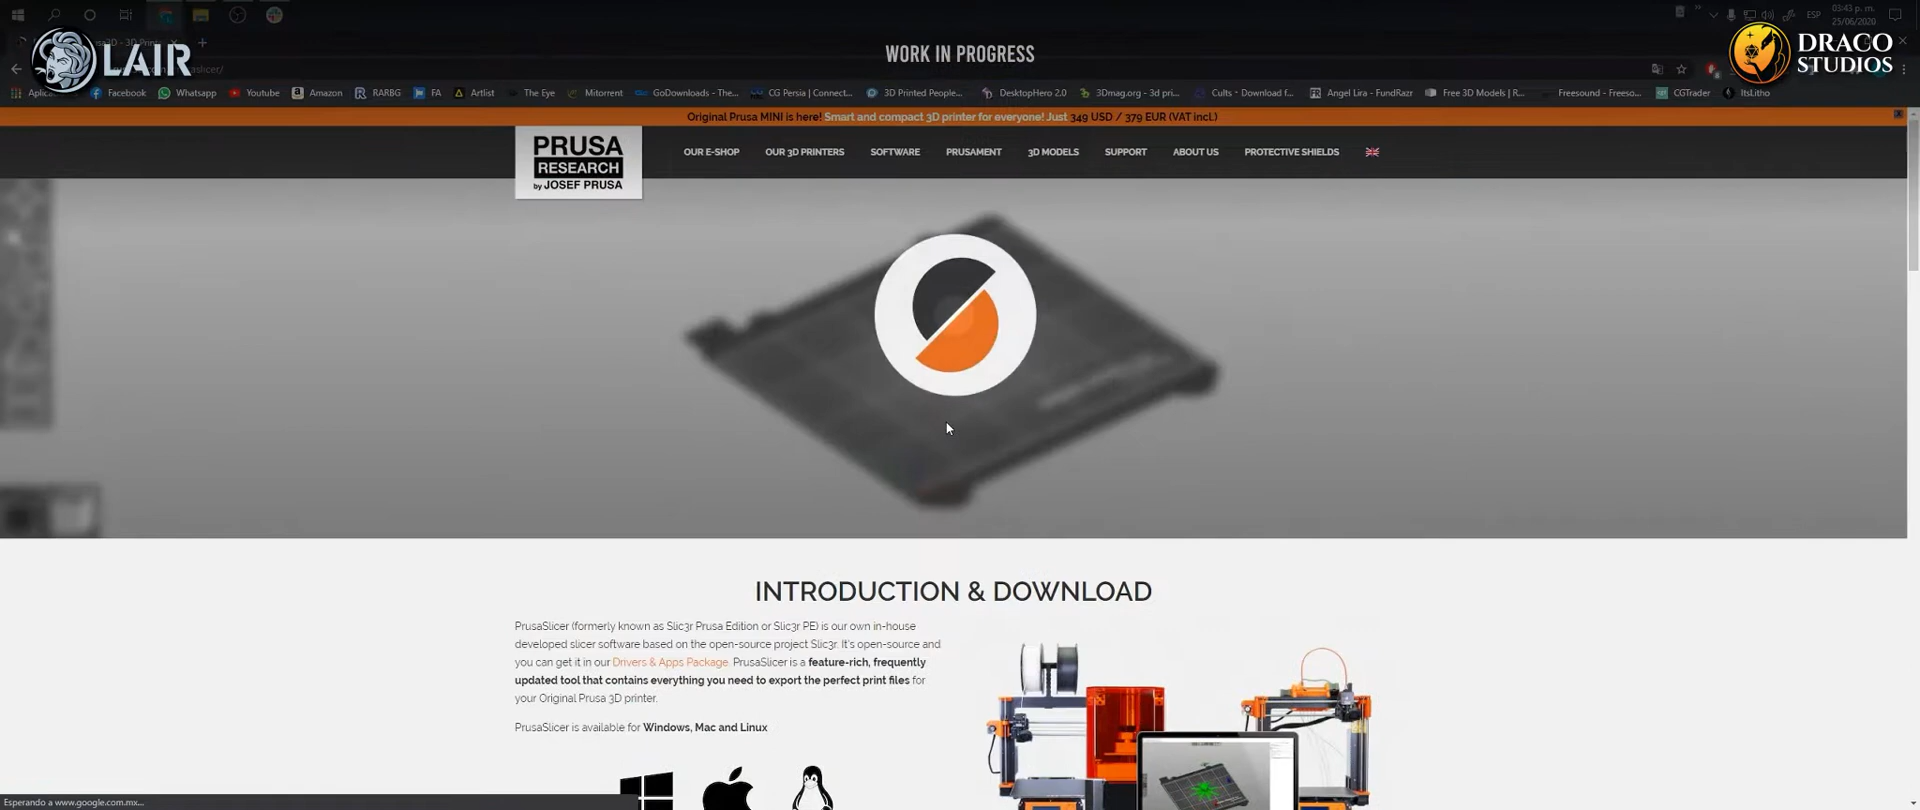 03:43 p. m.
ESP
25/06/2020
LAIR
WORK IN PROGRESS
DRACO
STUDIOS
Facebook
Whatsapp
Youtube
Amazon
RARBG
FA
Artlist
The Eye
Mitorrent
GoDownloads - The...
CG Persia | Connect...
3D Printed People...
DesktopHero 2.0
3Dmag.org - 3d pri...
Cults · Download f...
Angel Lira - FundRazr
Free 3D Models | R...
Freesound - Freeso...
CGTrader
ItsLitho
Original Prusa MINI is here! Smart and compact 3D printer for everyone! Just 349 USD / 379 EUR (VAT incl.)
PRUSA
RESEARCH
by JOSEF PRUSA
OUR E-SHOP
OUR 3D PRINTERS
SOFTWARE
PRUSAMENT
3D MODELS
SUPPORT
ABOUT US
PROTECTIVE SHIELDS
INTRODUCTION & DOWNLOAD
PrusaSlicer (formerly known as Slic3r Prusa Edition or Slic3r PE) is our own in-house
developed slicer software based on the open-source project Slic3r. It's open-source and
you can get it in our Drivers & Apps Package. PrusaSlicer is a feature-rich, frequently
updated tool that contains everything you need to export the perfect print files for
your Original Prusa 3D printer.
PrusaSlicer is available for Windows, Mac and Linux
Esperando a www.google.com.mx...